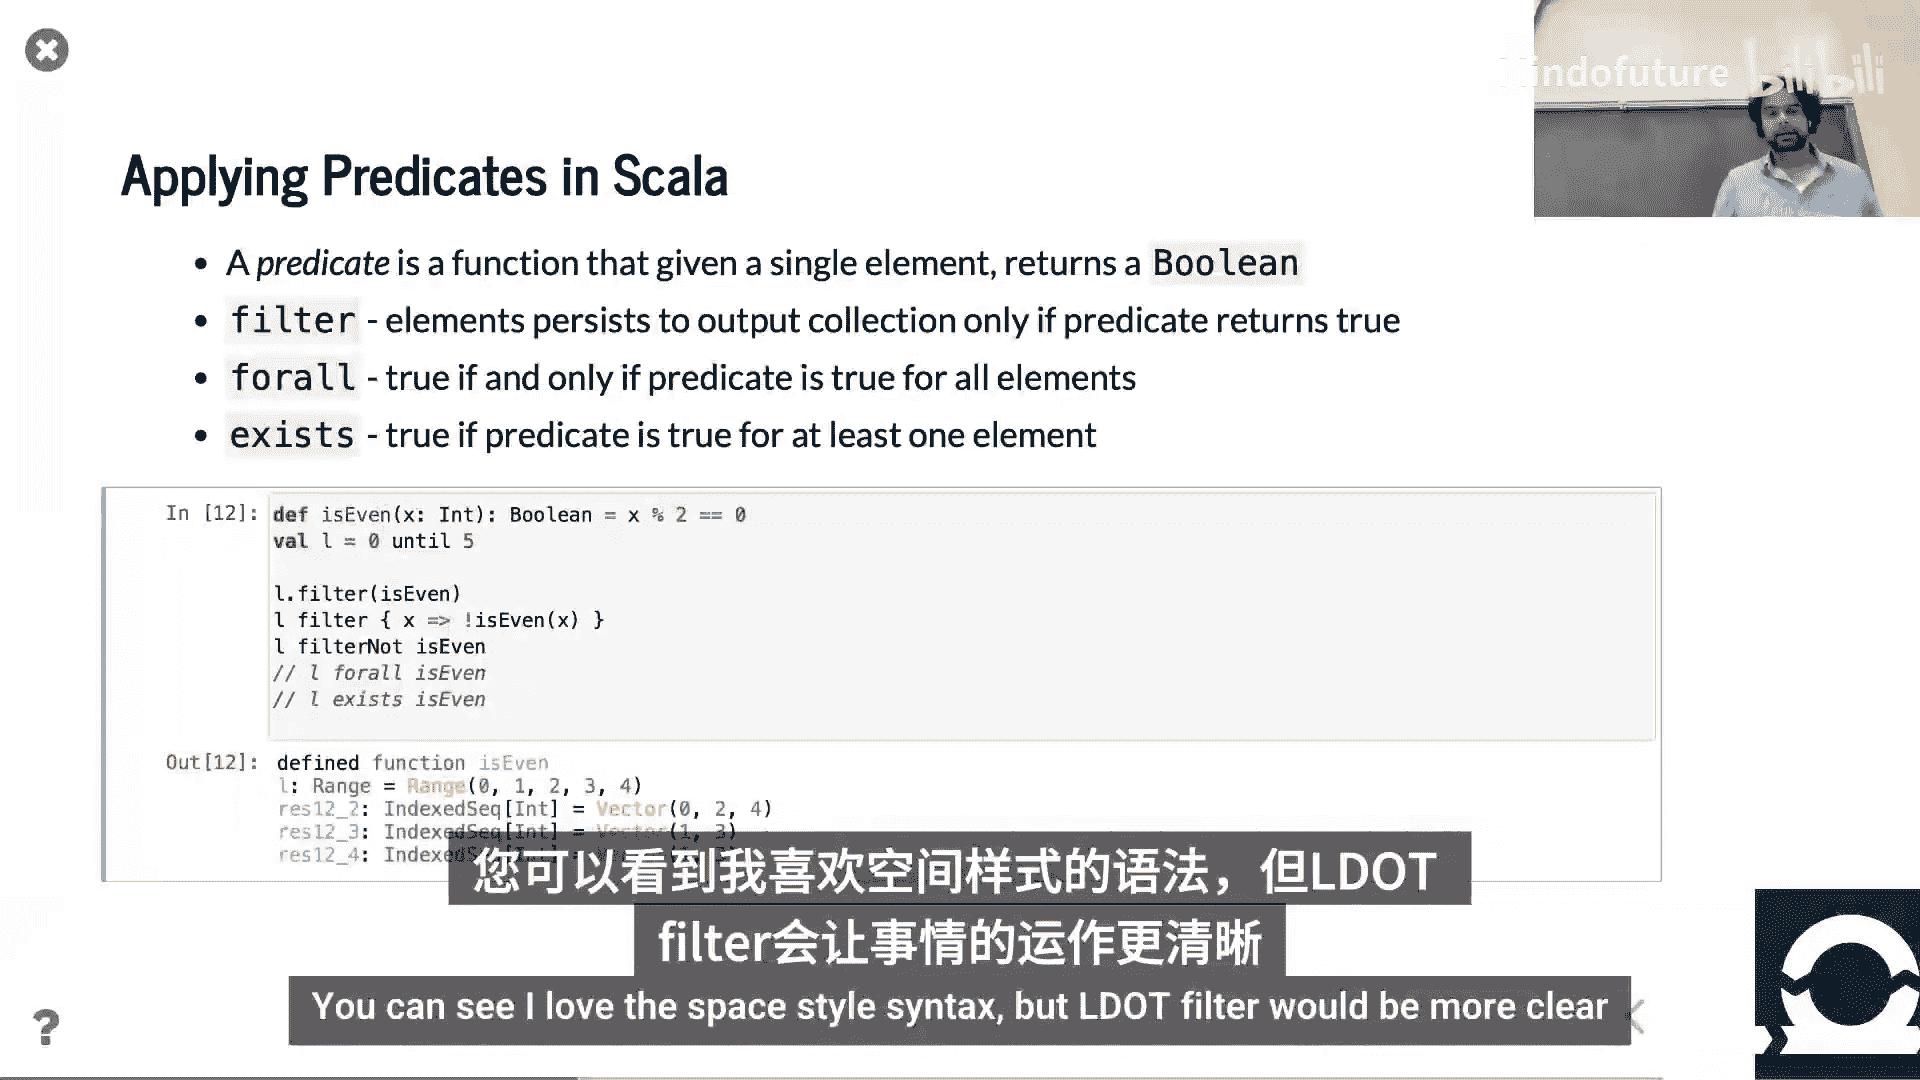 indofuture bilibili
Applying Predicates in Scala
• A predicate is a function that given a single element, returns a Boolean
• filter - elements persists to output collection only if predicate returns true
• forall - true if and only if predicate is true for all elements
• exists - true if predicate is true for at least one element
In [12]: def isEven(x: Int): Boolean = x % 2 == 0
val l = 0 until 5
l.filter(isEven)
l filter { x => !isEven(x) }
l filterNot isEven
// l forall isEven
// l exists isEven
Out[12]: defined function isEven
l: Range = Range(0, 1, 2, 3, 4)
res12_2: IndexedSeq[Int] = Vector(0, 2, 4)
res12_3: IndexedSeq[Int] = Vector(1, 3)
res12_4:
您可以看到我喜欢空间样式的语法，但LDOT
filter会让事情的运作更清晰
You can see I love the space style syntax, but LDOT filter would be more clear
?